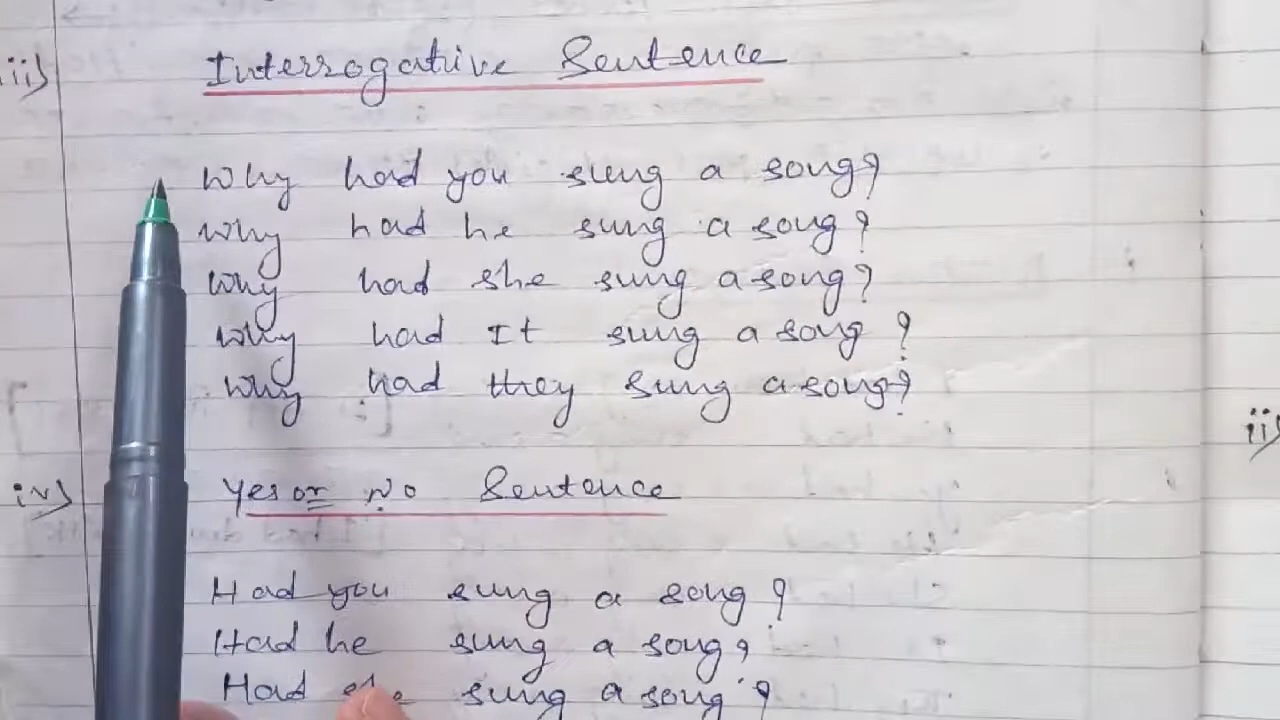 iii) Interrogative Sentence
Why had you sung a song?
Why had he sung a song?
Why had she sung a song?
Why had It sung a song?
Why had they sung a song?
iv) Yes or No Sentence
ii)
Had you sung a song?
Had he sung a song?
Had she sung a song?